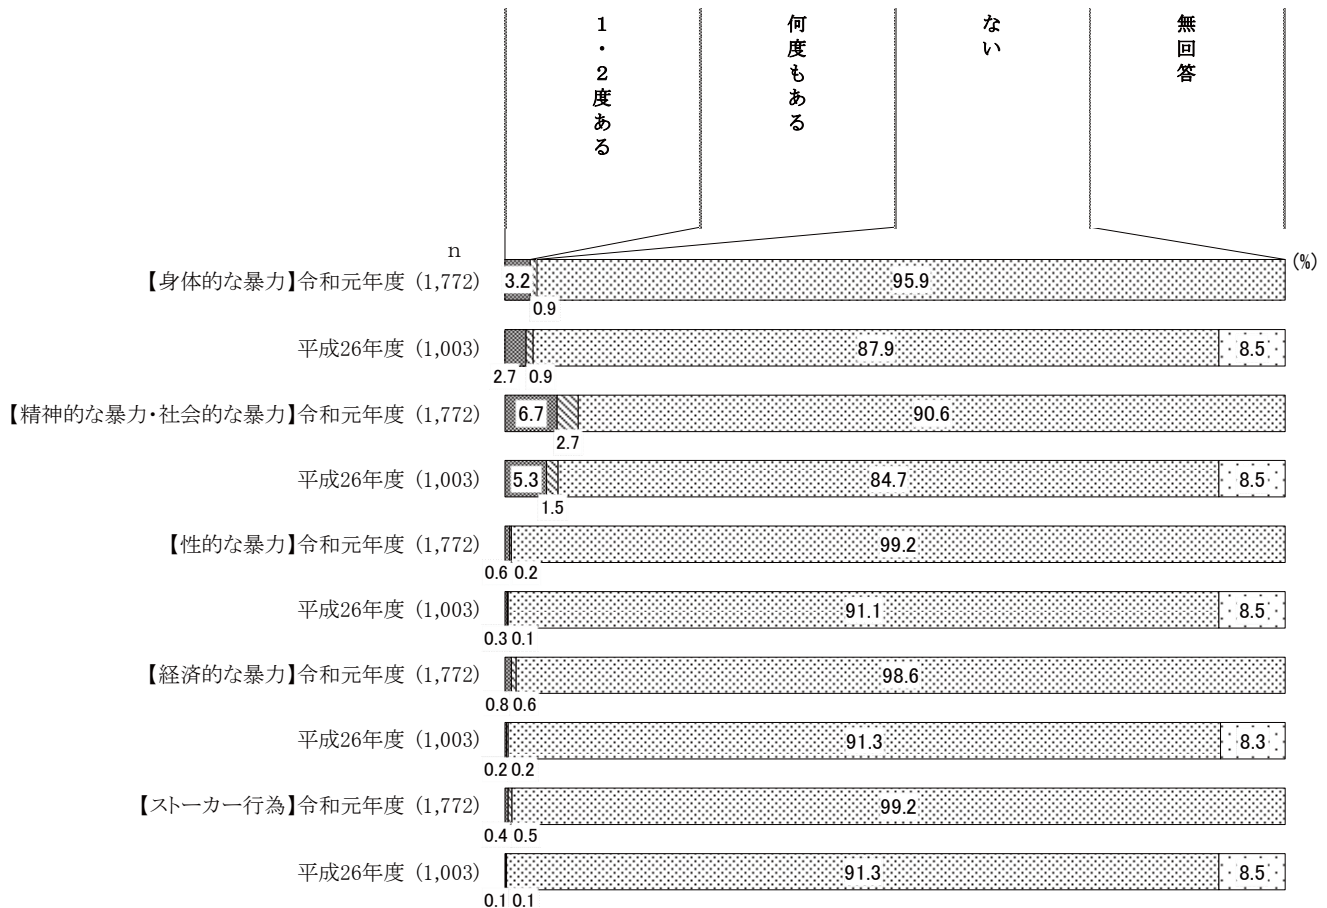 1・2度ある
何度もある
ない
無回答
n
(%)
【身体的な暴力】令和元年度 (1,772)
3.2
95.9
0.9
平成26年度 (1,003)
87.9
8.5
2.7 0.9
【精神的な暴力・社会的な暴力】令和元年度 (1,772)
6.7
90.6
2.7
平成26年度 (1,003)
5.3
84.7
8.5
1.5
【性的な暴力】令和元年度 (1,772)
99.2
0.6 0.2
平成26年度 (1,003)
91.1
8.5
0.3 0.1
【経済的な暴力】令和元年度 (1,772)
98.6
0.8 0.6
平成26年度 (1,003)
91.3
8.3
0.2 0.2
【ストーカー行為】令和元年度 (1,772)
99.2
0.4 0.5
平成26年度 (1,003)
91.3
8.5
0.1 0.1